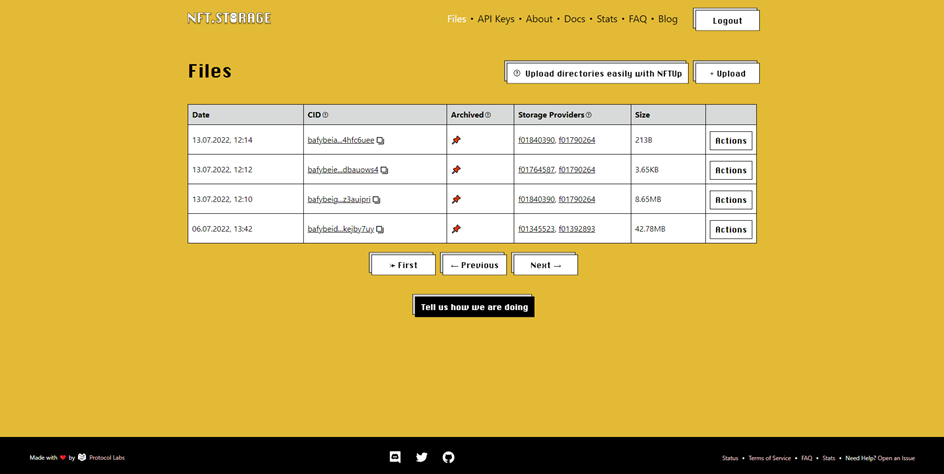 NFT.STORAGE
Files • API Keys • About • Docs • Stats • FAQ • Blog
Logout
Files
Upload directories easily with NFTUp
+ Upload
Date CID Archived Storage Providers Size
13.07.2022, 12:14 bafybeia...4hfc6uee f01840390, f01790264 213B Actions
13.07.2022, 12:12 bafybeie...dbauows4 f01764587, f01790264 3.65KB Actions
13.07.2022, 12:10 bafybeig...z3auipri f01840390, f01790264 8.65MB Actions
06.07.2022, 13:42 bafybeid...kejby7uy f01345523, f01392893 42.78MB Actions
First ← Previous Next →
Tell us how we are doing
Made with ❤ by Protocol Labs
Status • Terms of Service • FAQ • Stats • Need Help? Open an Issue